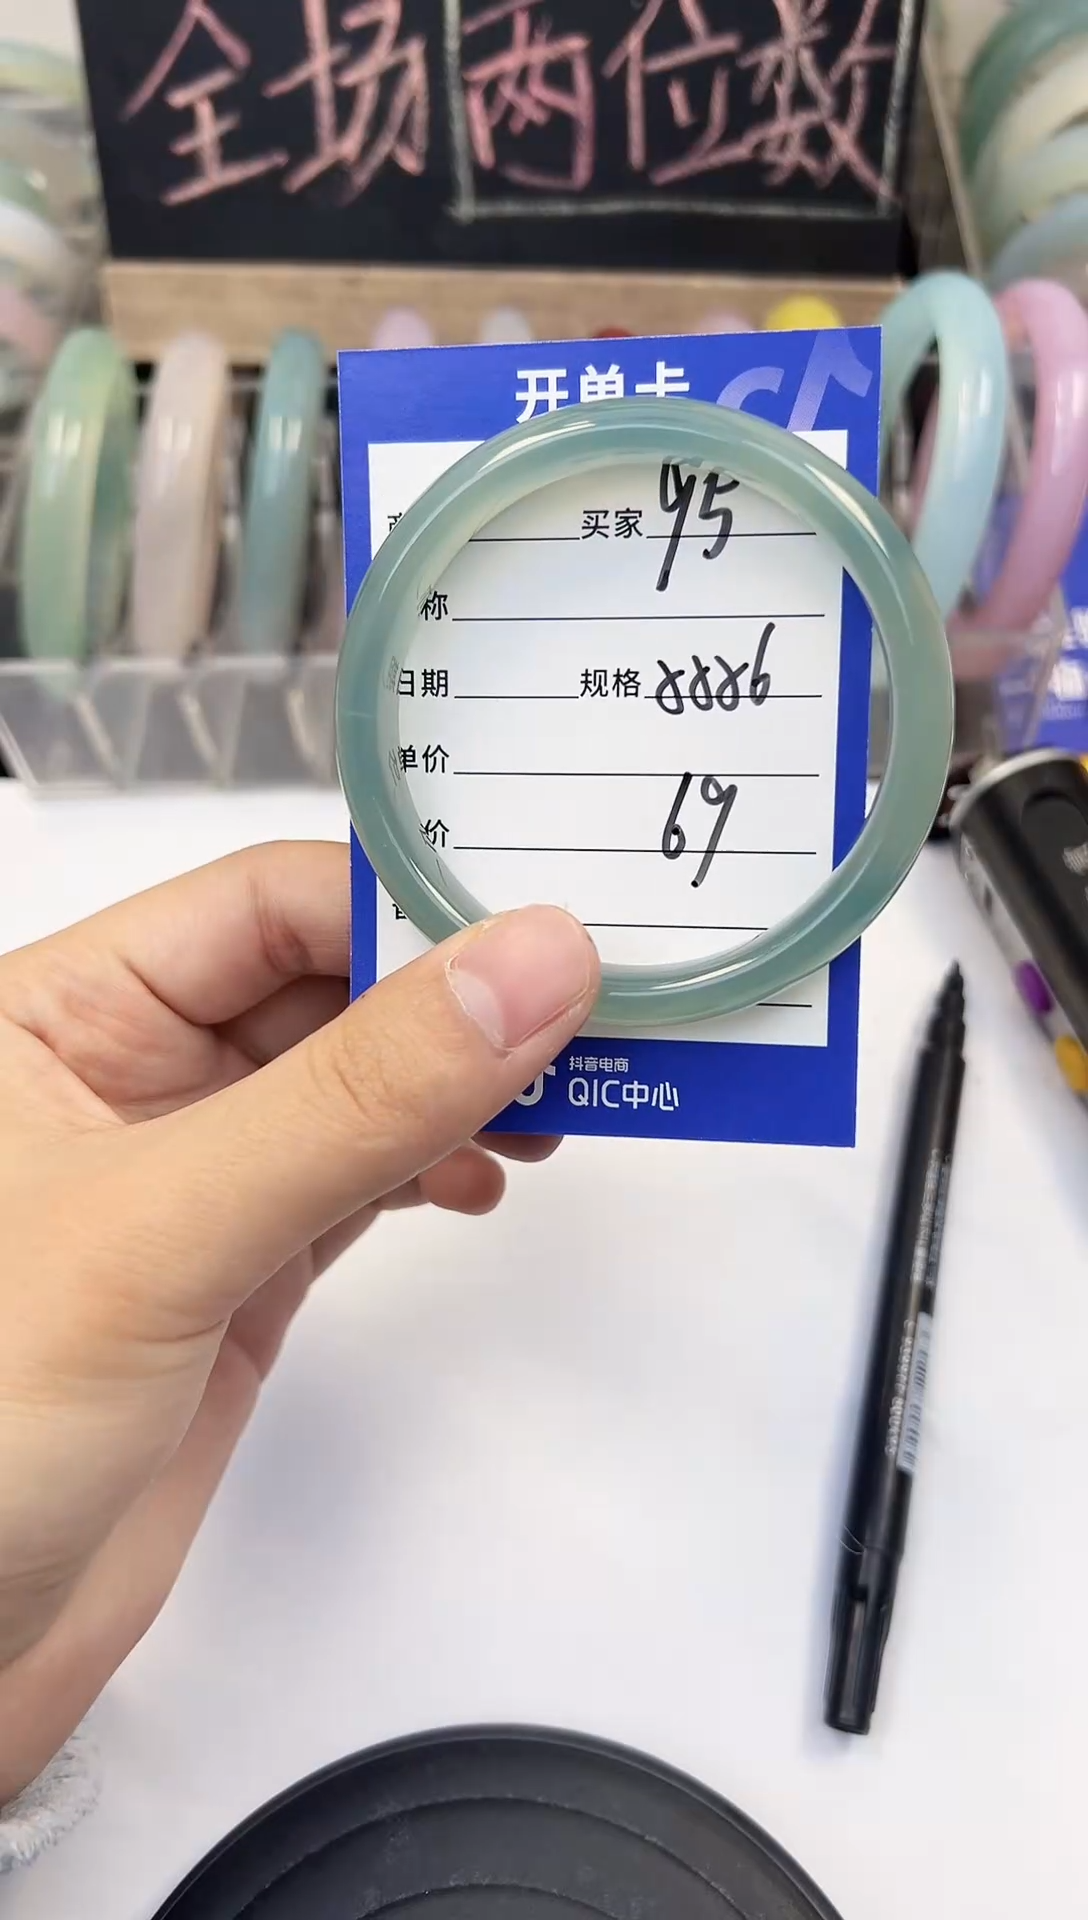 全场两位数
开单卡
买家 95
称
日期 规格 8886
单价
价 69
抖音电商
QIC中心